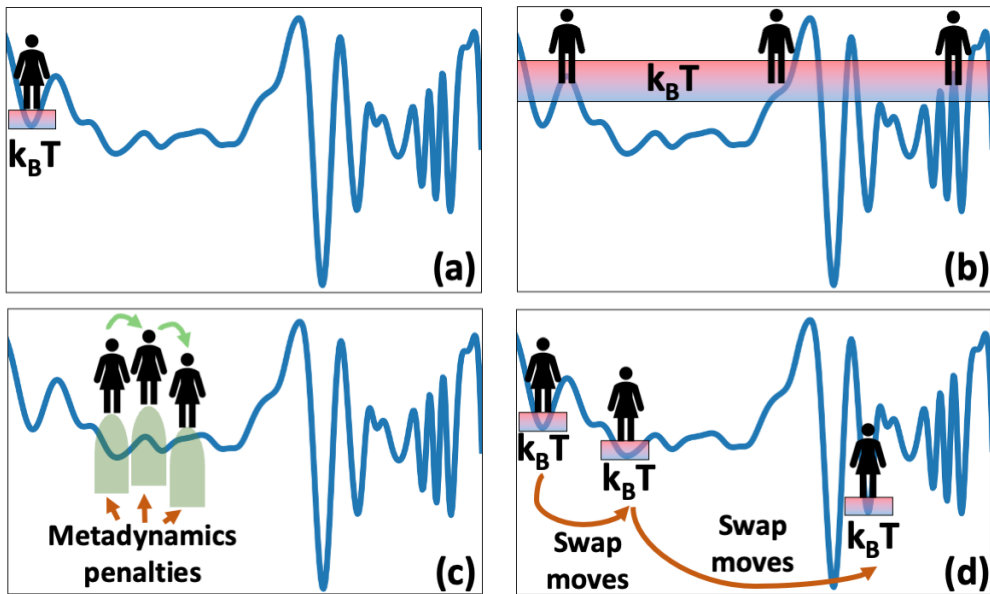 k_BT
(a)
k_BT
(b)
Metadynamics
penalties
(c)
k_BT
k_BT
k_BT
Swap
moves
Swap
moves
(d)